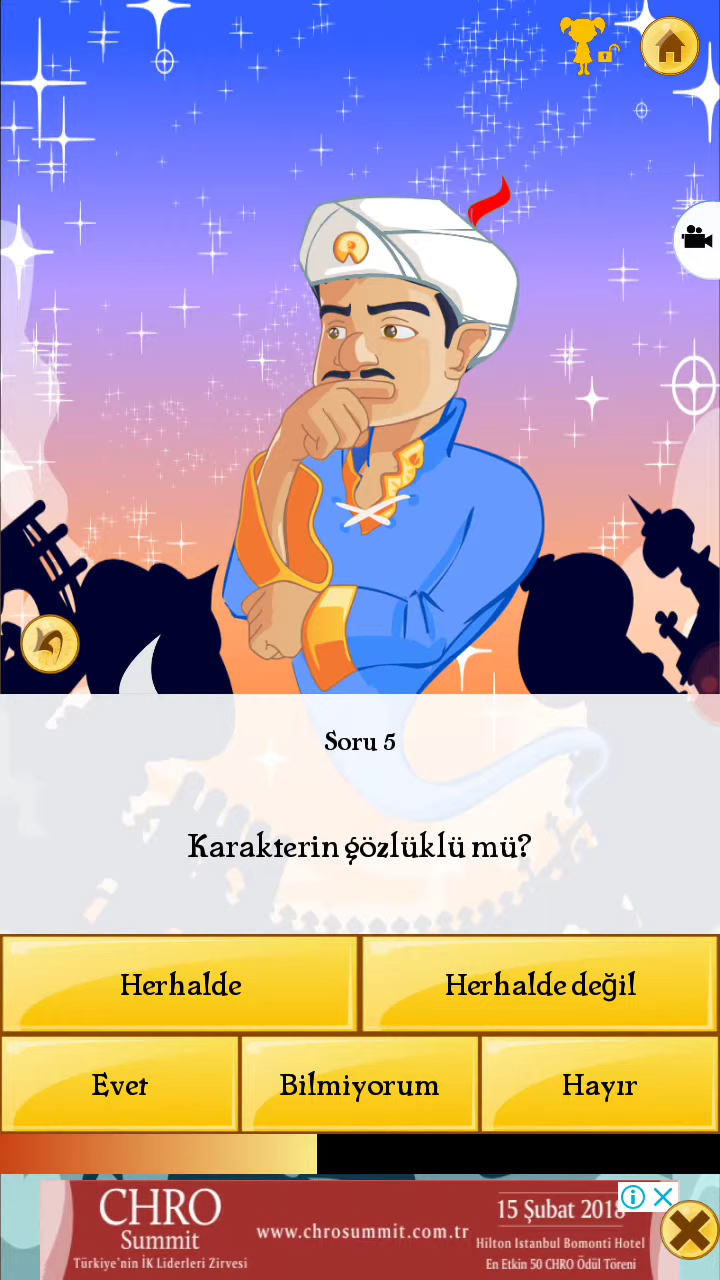 Soru 5
Karakterin gözlüklü mü?
Herhalde
Herhalde değil
Evet
Bilmiyorum
Hayır
CHRO
Summit
Türkiye'nin İK Liderleri Zirvesi
www.chrosummit.com.tr
15 Şubat 2018
Hilton Istanbul Bomonti Hotel
En Etkin 50 CHRO Ödül Töreni